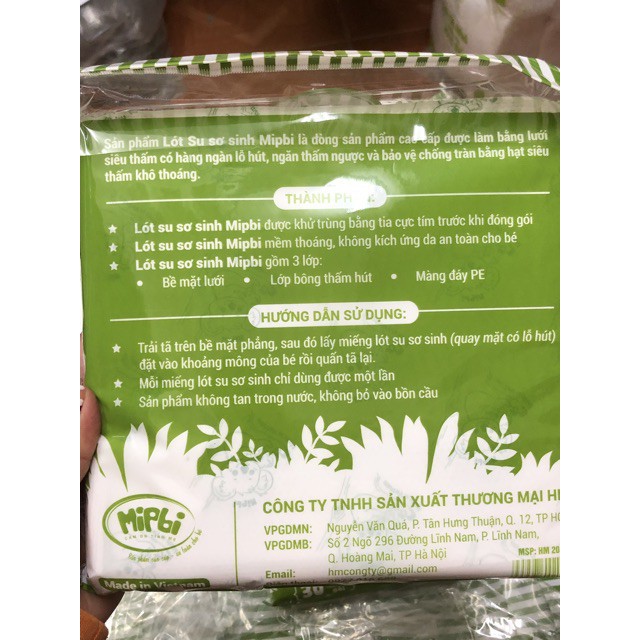 Sản phẩm Lót Su sơ sinh Mipbi là dòng sản phẩm cao cấp được làm bằng lưới
siêu thấm có hàng ngàn lỗ hút, ngăn thấm ngược và bảo vệ chống tràn bằng hạt siêu
thấm khô thoáng.
THÀNH PHẦN:
Lót su sơ sinh Mipbi được khử trùng bằng tia cực tím trước khi đóng gói
Lót su sơ sinh Mipbi mềm thoáng, không kích ứng da an toàn cho bé
Lót su sơ sinh Mipbi gồm 3 lớp:
• Bề mặt lưới • Lớp bông thấm hút • Màng đáy PE
HƯỚNG DẪN SỬ DỤNG:
Trải tã trên bề mặt phẳng, sau đó lấy miếng lót su sơ sinh (quay mặt có lỗ hút)
đặt vào khoảng mông của bé rồi quấn tã lại.
Mỗi miếng lót su sơ sinh chỉ dùng được một lần
Sản phẩm không tan trong nước, không bỏ vào bồn cầu
MipBi
CÔNG TY TNHH SẢN XUẤT THƯƠNG MẠI
VPGDMN: Nguyễn Văn Quá, P. Tân Hưng Thuận, Q. 12, TP
VPGDMB: Số 2 Ngõ 296 Đường Lĩnh Nam, P. Lĩnh Nam,
Q. Hoàng Mai, TP Hà Nội
MSP: HM 20
Email: hmcongty@gmail.com
Made in Vietnam
30